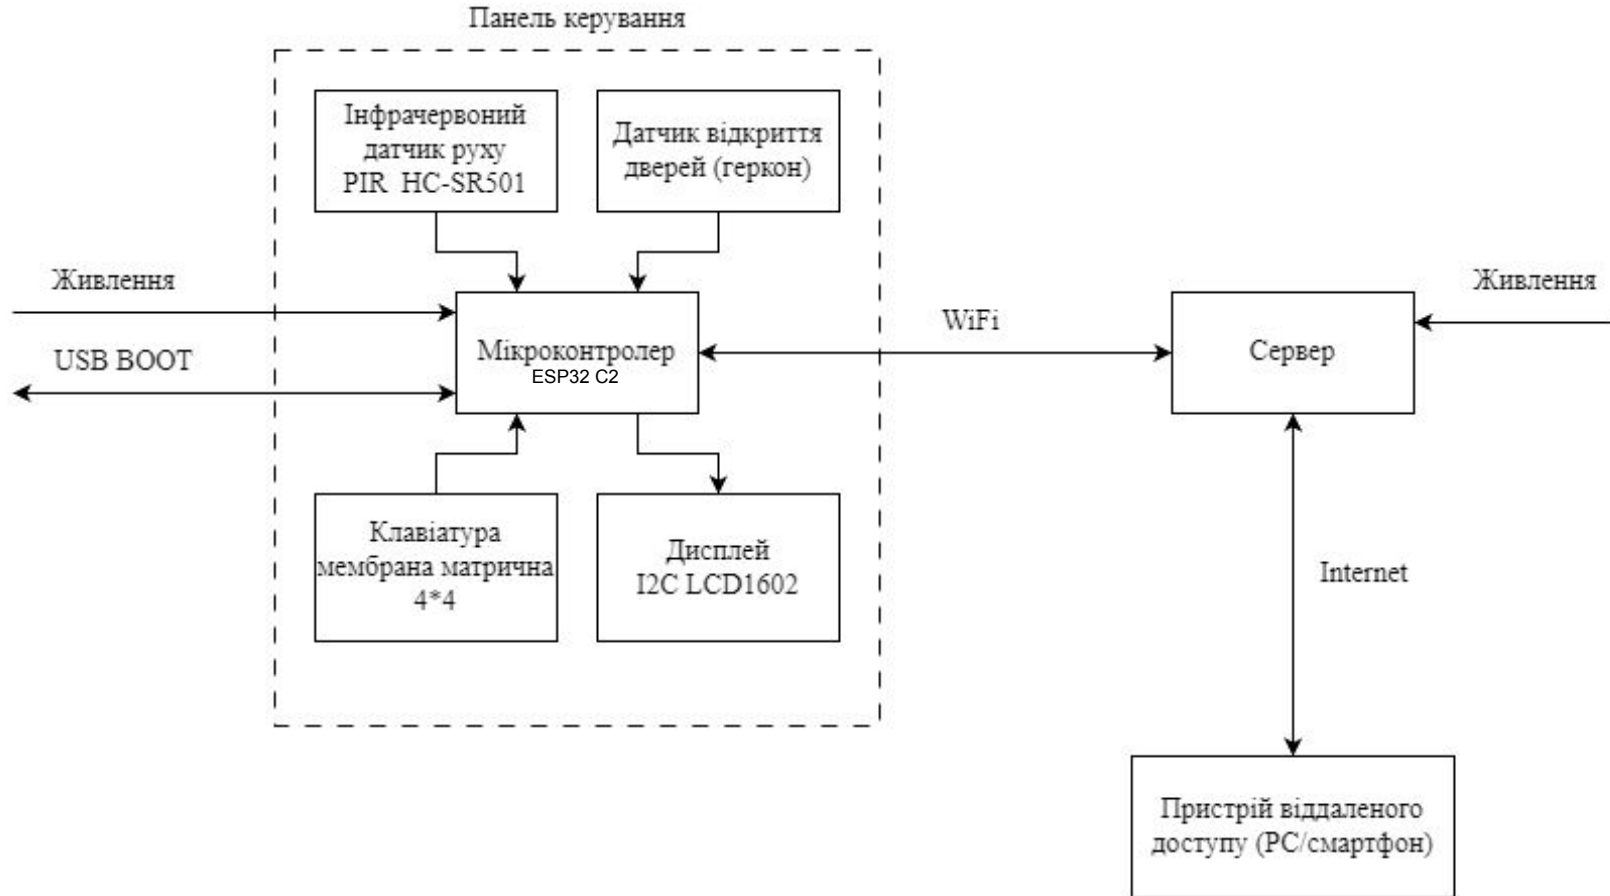 Панель керування
Інфрачервоний
датчик руху
PIR HC-SR501
Датчик відкриття
дверей (геркон)
Живлення
USB BOOT
Мікроконтролер
ESP32 C2
WiFi
Сервер
Живлення
Клавіатура
мембрана матрична
4*4
Дисплей
I2C LCD1602
Internet
Пристрій віддаленого
доступу (PC/смартфон)